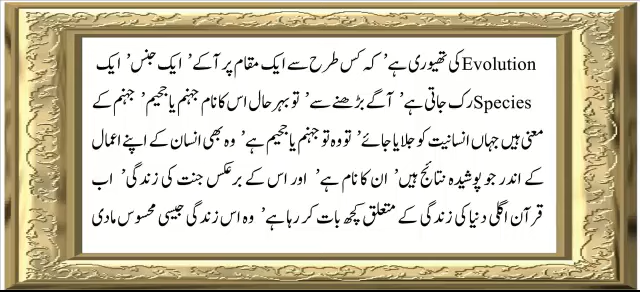 Evolution کی تھیوری ہے’ کہ کس طرح سے ایک مقام پر آکے’ ایک جنس’ ایک
Species رک جاتی ہے’ آگے بڑھنے سے’ تو بہر حال اس کا نام جہنم یا جحیم’ جہنم کے
معنی ہیں جہاں انسانیت کو جلایا جائے’ تو وہ تو جہنم یا جحیم ہے’ وہ بھی انسان کے اپنے اعمال
کے اندر جو پوشیدہ نتائج ہیں’ ان کا نام ہے’ اور اس کے برعکس جنت کی زندگی’ اب
قرآن اگلی دنیا کی زندگی کے متعلق کچھ بات کر رہا ہے’ وہ اس زندگی جیسی محسوس مادی